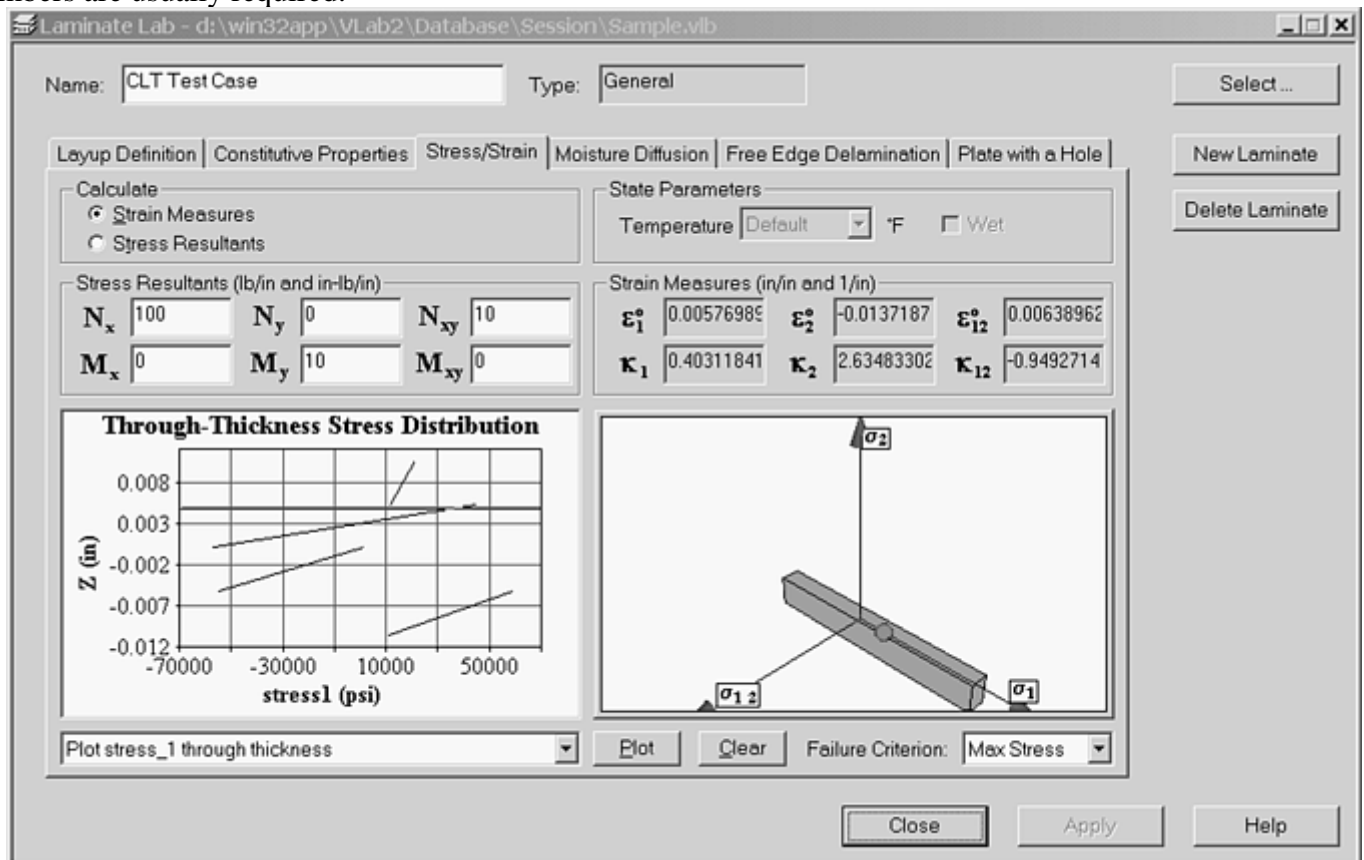 mbers are usually required.
Laminate Lab - d:\win32app\VLab2\Database\Session\Sample.vlb
Name: CLT Test Case Type: General Select ...
Layup Definition Constitutive Properties Stress/Strain Moisture Diffusion Free Edge Delamination Plate with a Hole New Laminate
Calculate State Parameters
Strain Measures Delete Laminate
Temperature Default °F Wet
Stress Resultants
Stress Resultants (lb/in and in-lb/in) Strain Measures (in/in and 1/in)
Nx 100 Ny 0 Nxy 10 ε°1 0.00576989 ε°2 -0.0137187 ε°12 0.00638962
Mx 0 My 10 Mxy 0 κ1 0.40311841 κ2 2.63483302 κ12 -0.9492714
Through-Thickness Stress Distribution
σ2
0.008
0.003
Z (in)
-0.002
-0.007
-0.012
-70000 -30000 10000 50000
stress1 (psi)
σ1 2
σ1
Plot stress_1 through thickness Plot Clear Failure Criterion: Max Stress
Close Apply Help